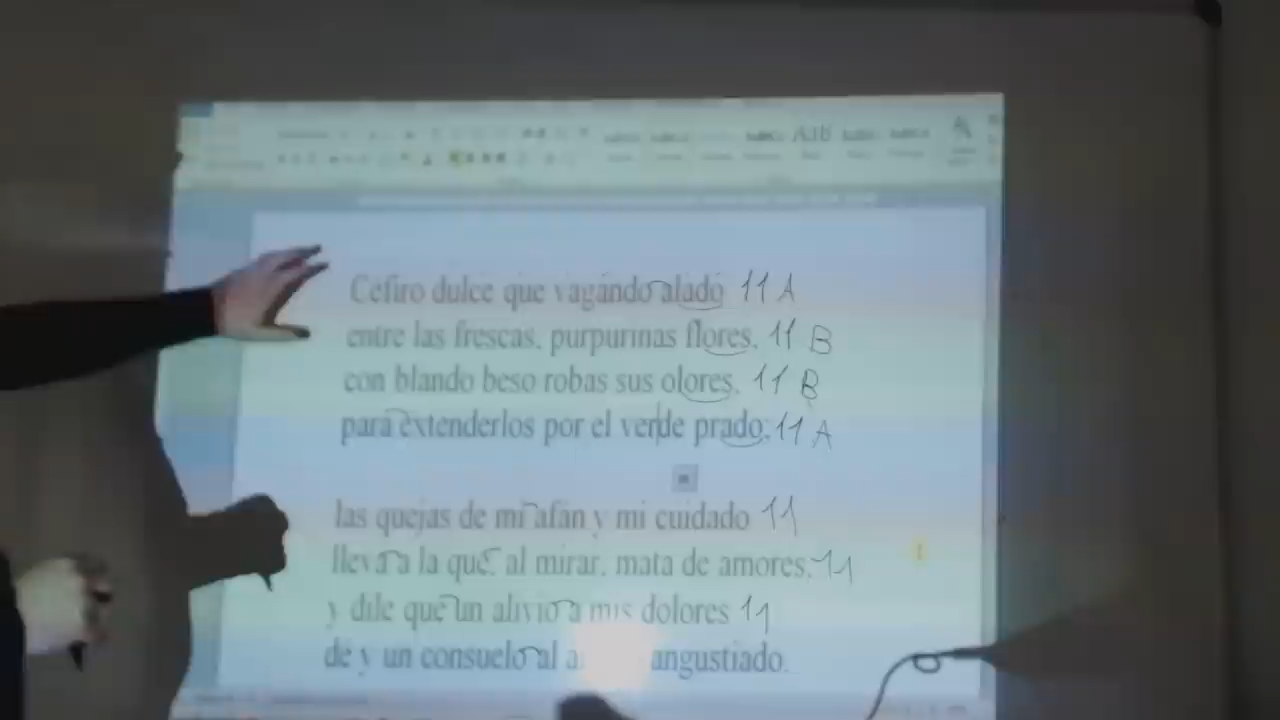 Cefiro dulce que vagando alado 11 A
entre las frescas, purpurinas flores, 11 B
con blando beso robas sus olores, 11 B
para extenderlos por el verde prado; 11 A
las quejas de mi afán y mi cuidado 11
lleva a la que, al mirar, mata de amores, 11
y dile que un alivio a mis dolores 11
de y un consuelo al angustiado.